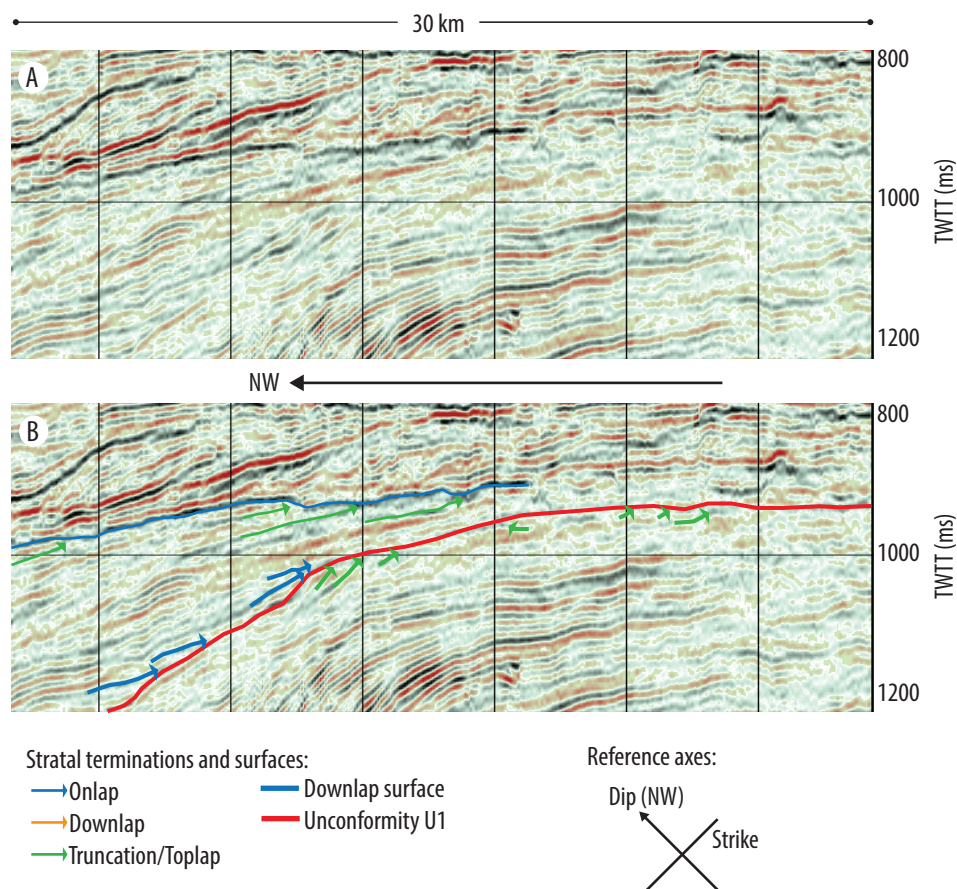 30 km
A
800
1000
1200
TWTT (ms)
NW
B
800
1000
1200
TWTT (ms)
Stratal terminations and surfaces:
Onlap
Downlap
Truncation/Toplap
Downlap surface
Unconformity U1
Reference axes:
Dip (NW)
Strike